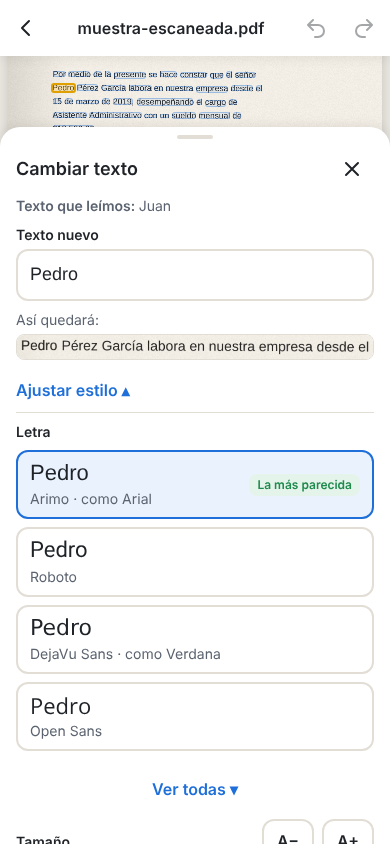 muestra-escaneada.pdf
Por medio de la presente se hace constar que el señor
Pedro Pérez García labora en nuestra empresa desde el
15 de marzo de 2019, desempeñando el cargo de
Asistente Administrativo con un sueldo mensual de
Cambiar texto
Texto que leímos: Juan
Texto nuevo
Pedro
Así quedará:
Pedro Pérez García labora en nuestra empresa desde el
Ajustar estilo ▴
Letra
Pedro
Arimo · como Arial
La más parecida
Pedro
Roboto
Pedro
DejaVu Sans · como Verdana
Pedro
Open Sans
Ver todas ▾
Tamaño
A−
A+